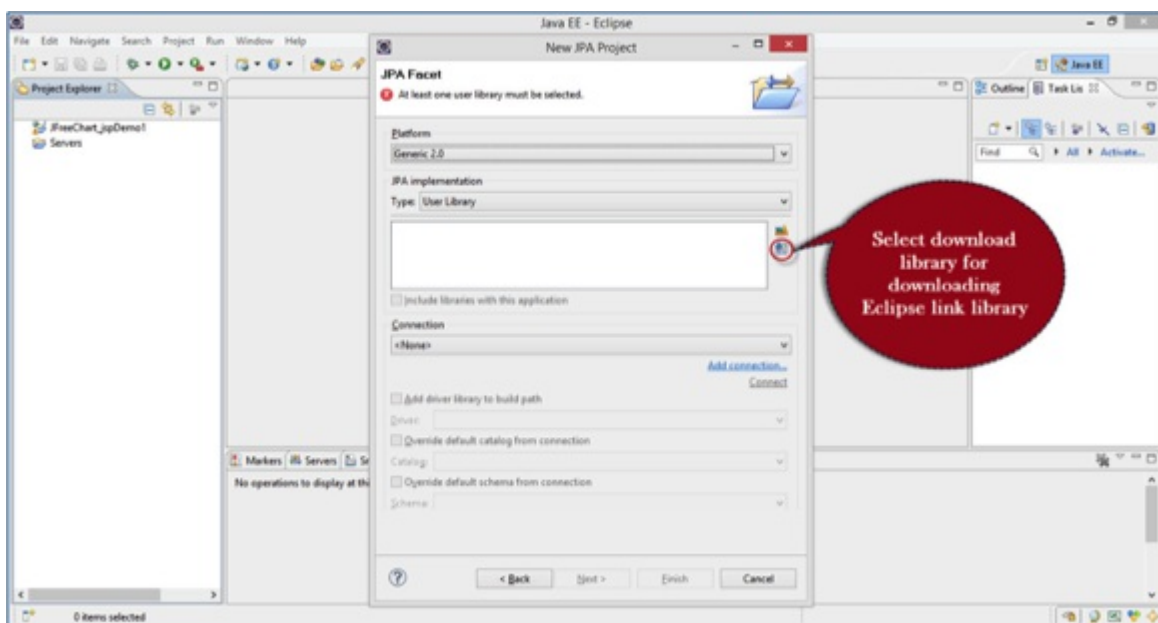 Java EE - Eclipse
File Edit Navigate Search Project Run Window Help
New JPA Project
Java EE
JPA Facet
At least one user library must be selected.
Project Explorer
JFreeChart_jspDemo1
Servers
Outline Task Lis
Find All Activate...
Platform
Generic 2.0
JPA implementation
Type: User Library
Include libraries with this application
Select download
library for
downloading
Eclipse link library
Connection
<None>
Add connection...
Connect
Add driver library to build path
Driver:
Override default catalog from connection
Catalog:
Override default schema from connection
Schema:
Markers Servers
No operations to display at thi
< Back Next > Finish Cancel
0 items selected